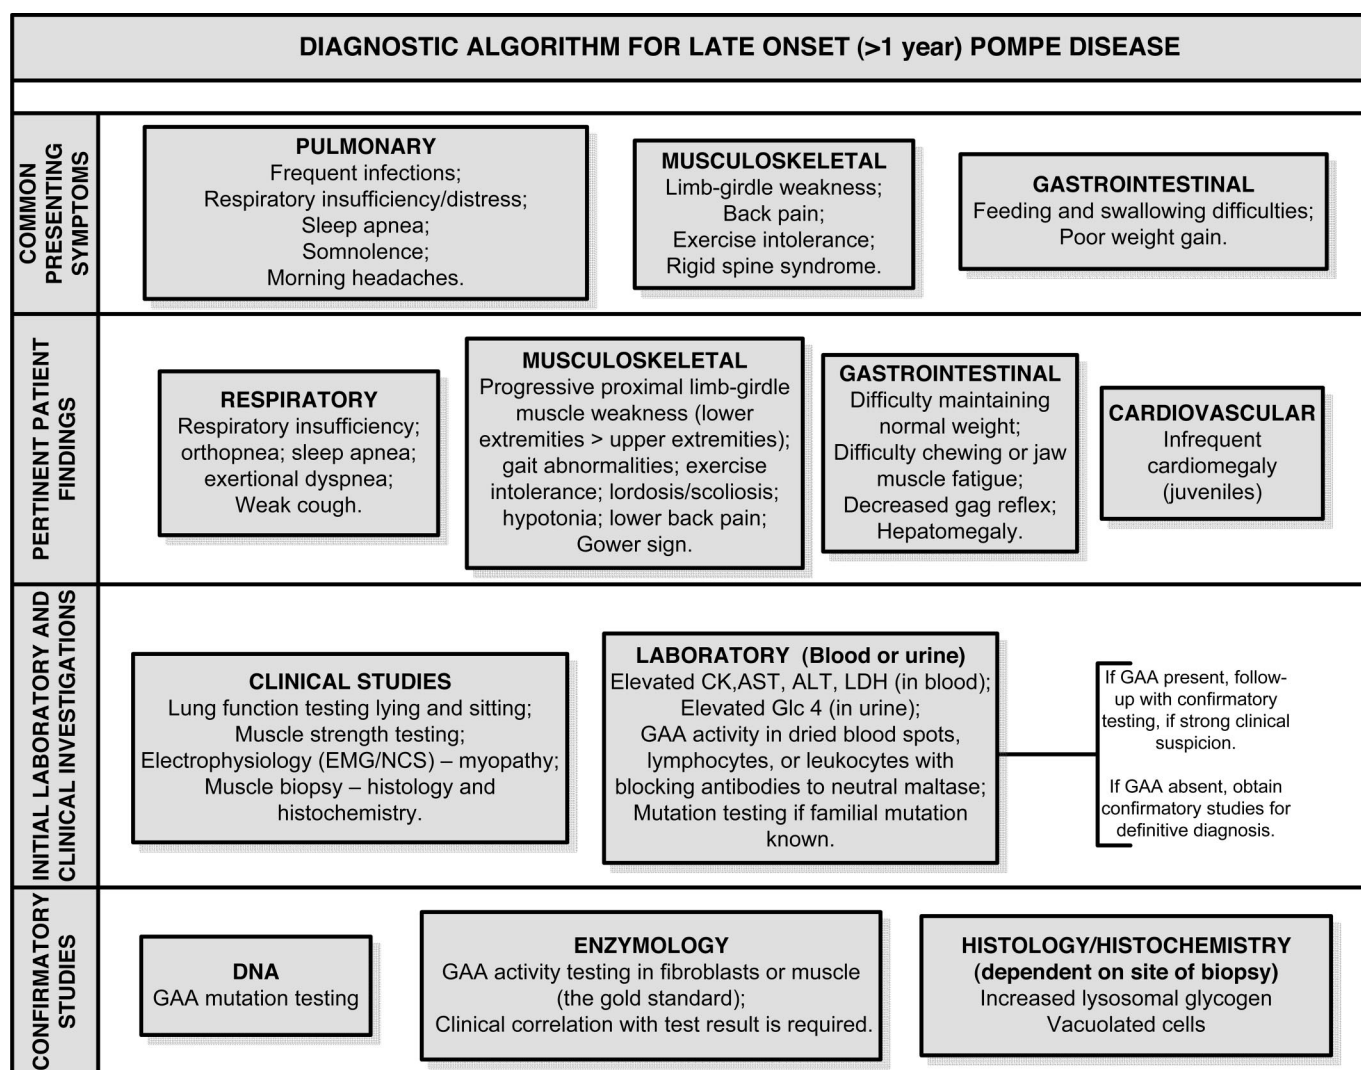 DIAGNOSTIC ALGORITHM FOR LATE ONSET (>1 year) POMPE DISEASE
COMMON
PRESENTING
SYMPTOMS
PULMONARY
Frequent infections;
Respiratory insufficiency/distress;
Sleep apnea;
Somnolence;
Morning headaches.
MUSCULOSKELETAL
Limb-girdle weakness;
Back pain;
Exercise intolerance;
Rigid spine syndrome.
GASTROINTESTINAL
Feeding and swallowing difficulties;
Poor weight gain.
PERTINENT PATIENT
FINDINGS
RESPIRATORY
Respiratory insufficiency;
orthopnea; sleep apnea;
exertional dyspnea;
Weak cough.
MUSCULOSKELETAL
Progressive proximal limb-girdle
muscle weakness (lower
extremities > upper extremities);
gait abnormalities; exercise
intolerance; lordosis/scoliosis;
hypotonia; lower back pain;
Gower sign.
GASTROINTESTINAL
Difficulty maintaining
normal weight;
Difficulty chewing or jaw
muscle fatigue;
Decreased gag reflex;
Hepatomegaly.
CARDIOVASCULAR
Infrequent
cardiomegaly
(juveniles)
INITIAL LABORATORY AND
CLINICAL INVESTIGATIONS
CLINICAL STUDIES
Lung function testing lying and sitting;
Muscle strength testing;
Electrophysiology (EMG/NCS) – myopathy;
Muscle biopsy – histology and
histochemistry.
LABORATORY (Blood or urine)
Elevated CK,AST, ALT, LDH (in blood);
Elevated Glc 4 (in urine);
GAA activity in dried blood spots,
lymphocytes, or leukocytes with
blocking antibodies to neutral maltase;
Mutation testing if familial mutation
known.
If GAA present, follow-
up with confirmatory
testing, if strong clinical
suspicion.
If GAA absent, obtain
confirmatory studies for
definitive diagnosis.
CONFIRMATORY
STUDIES
DNA
GAA mutation testing
ENZYMOLOGY
GAA activity testing in fibroblasts or muscle
(the gold standard);
Clinical correlation with test result is required.
HISTOLOGY/HISTOCHEMISTRY
(dependent on site of biopsy)
Increased lysosomal glycogen
Vacuolated cells